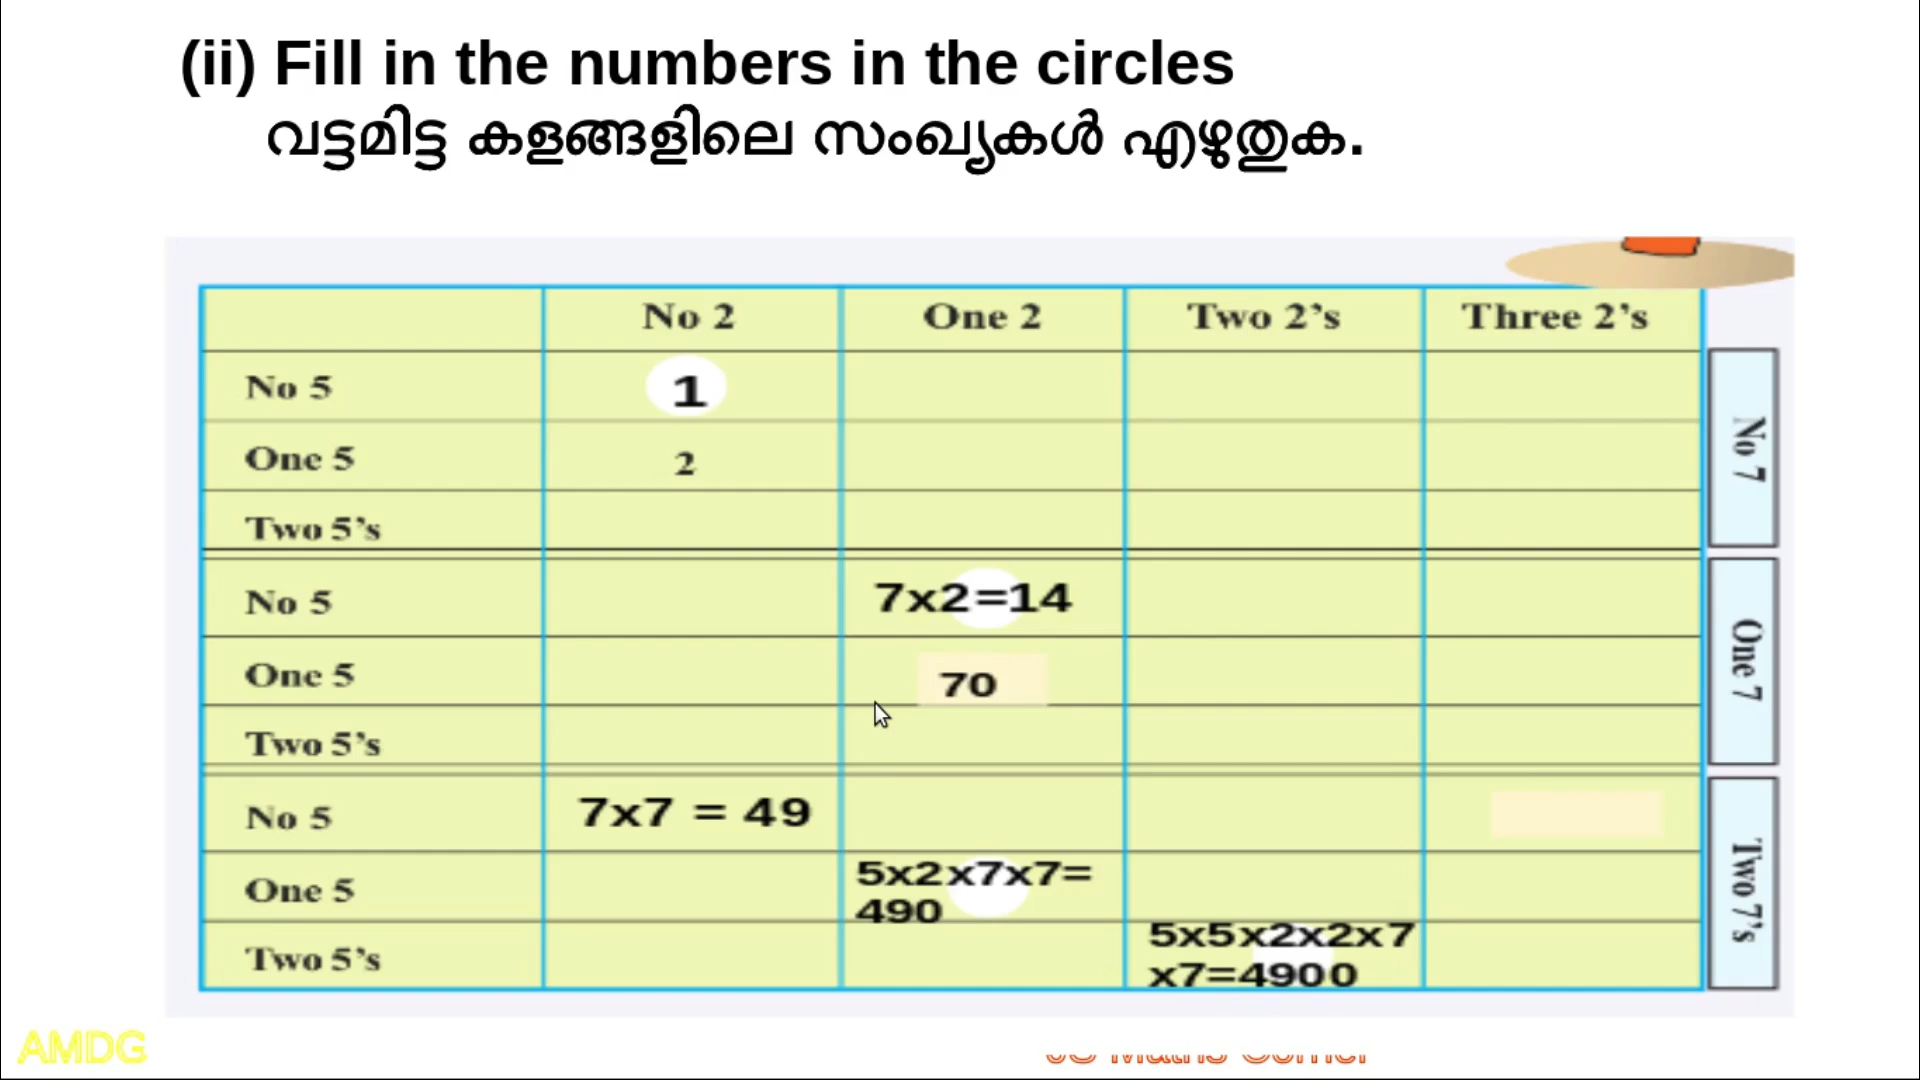 (ii) Fill in the numbers in the circles
വട്ടമിട്ട കളങ്ങളിലെ സംഖ്യകൾ എഴുതുക.
No 2 One 2 Two 2's Three 2's
No 5 1
One 5 2
Two 5's
No 7
No 5 7x2=14
One 5 70
Two 5's
One 7
No 5 7x7 = 49
One 5 5x2x7x7=
490
Two 5's 5x5x2x2x7
x7=4900
Two 7's
AMDG
Maths Corner